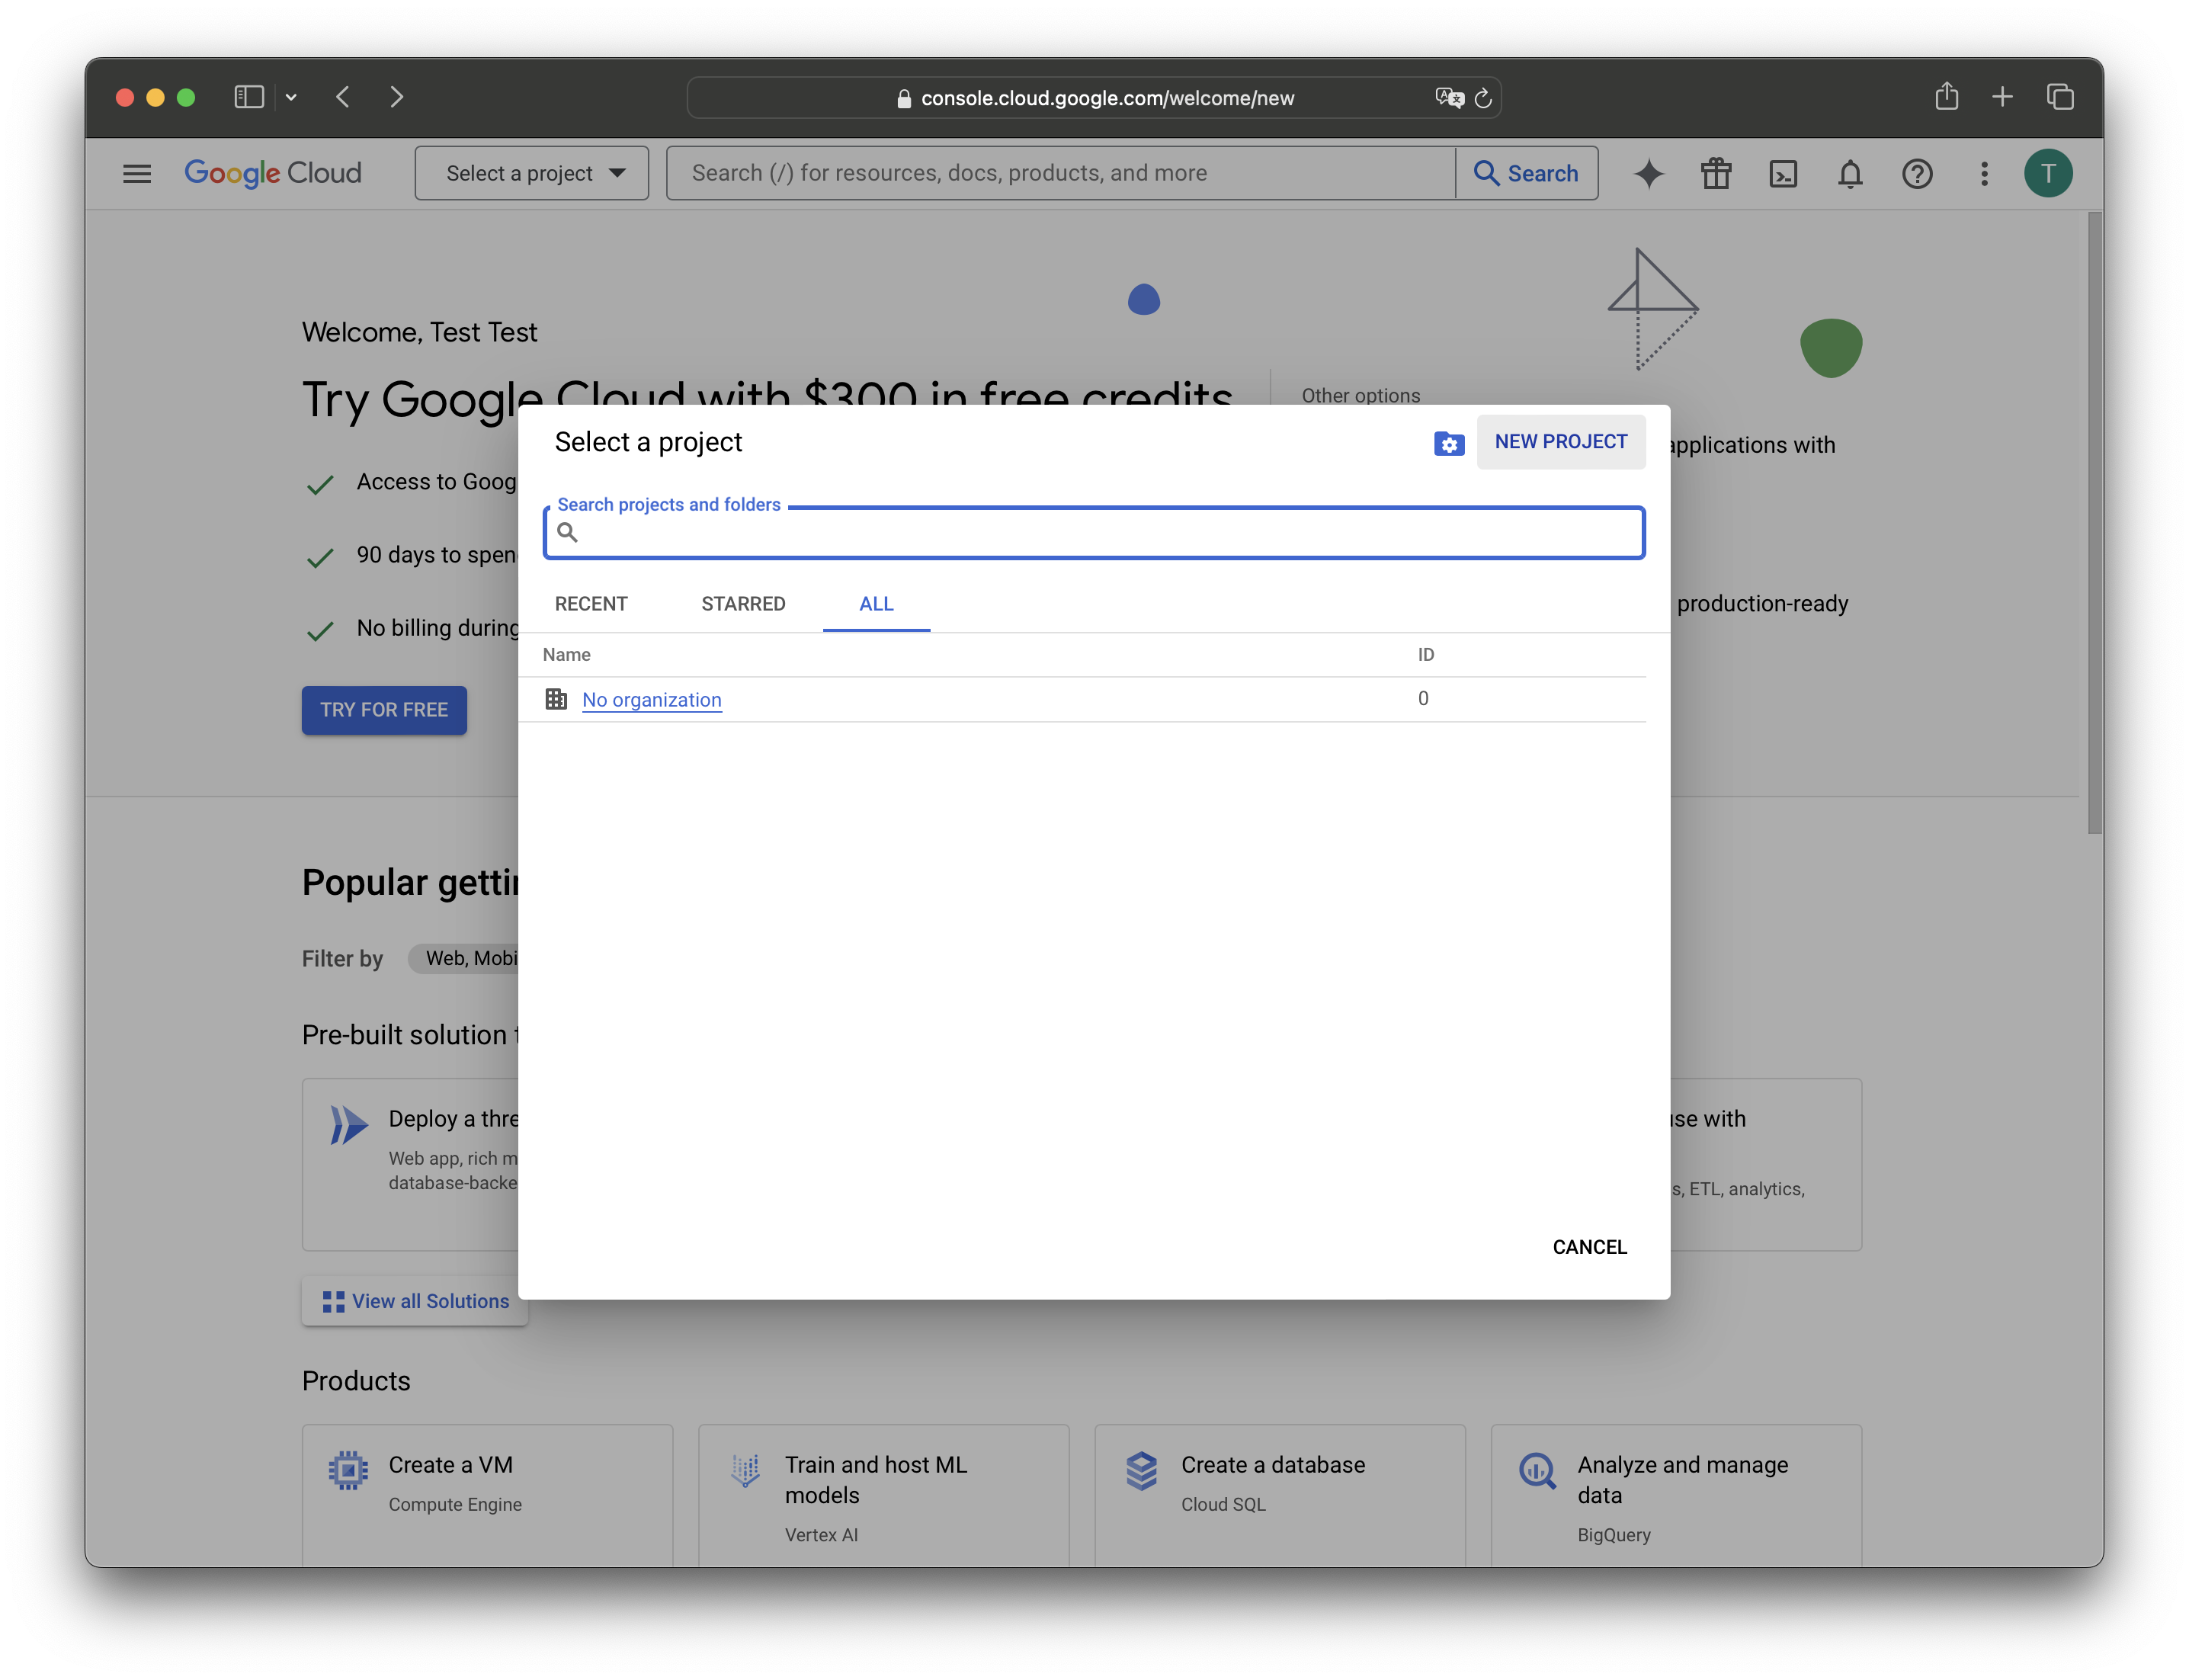 console.cloud.google.com/welcome/new
Google Cloud
Select a project
Search (/) for resources, docs, products, and more
Search
T
Welcome, Test Test
Try Google Cloud with $300 in free credits
Other options
Access to Goog
applications with
90 days to spen
No billing during
production-ready
TRY FOR FREE
Select a project
NEW PROJECT
Search projects and folders
RECENT
STARRED
ALL
Name
ID
No organization
0
CANCEL
Popular gettin
Filter by
Web, Mobi
Pre-built solution t
Deploy a thre
Web app, rich m
database-backe
use with
s, ETL, analytics,
View all Solutions
Products
Create a VM
Compute Engine
Train and host ML
models
Vertex AI
Create a database
Cloud SQL
Analyze and manage
data
BigQuery